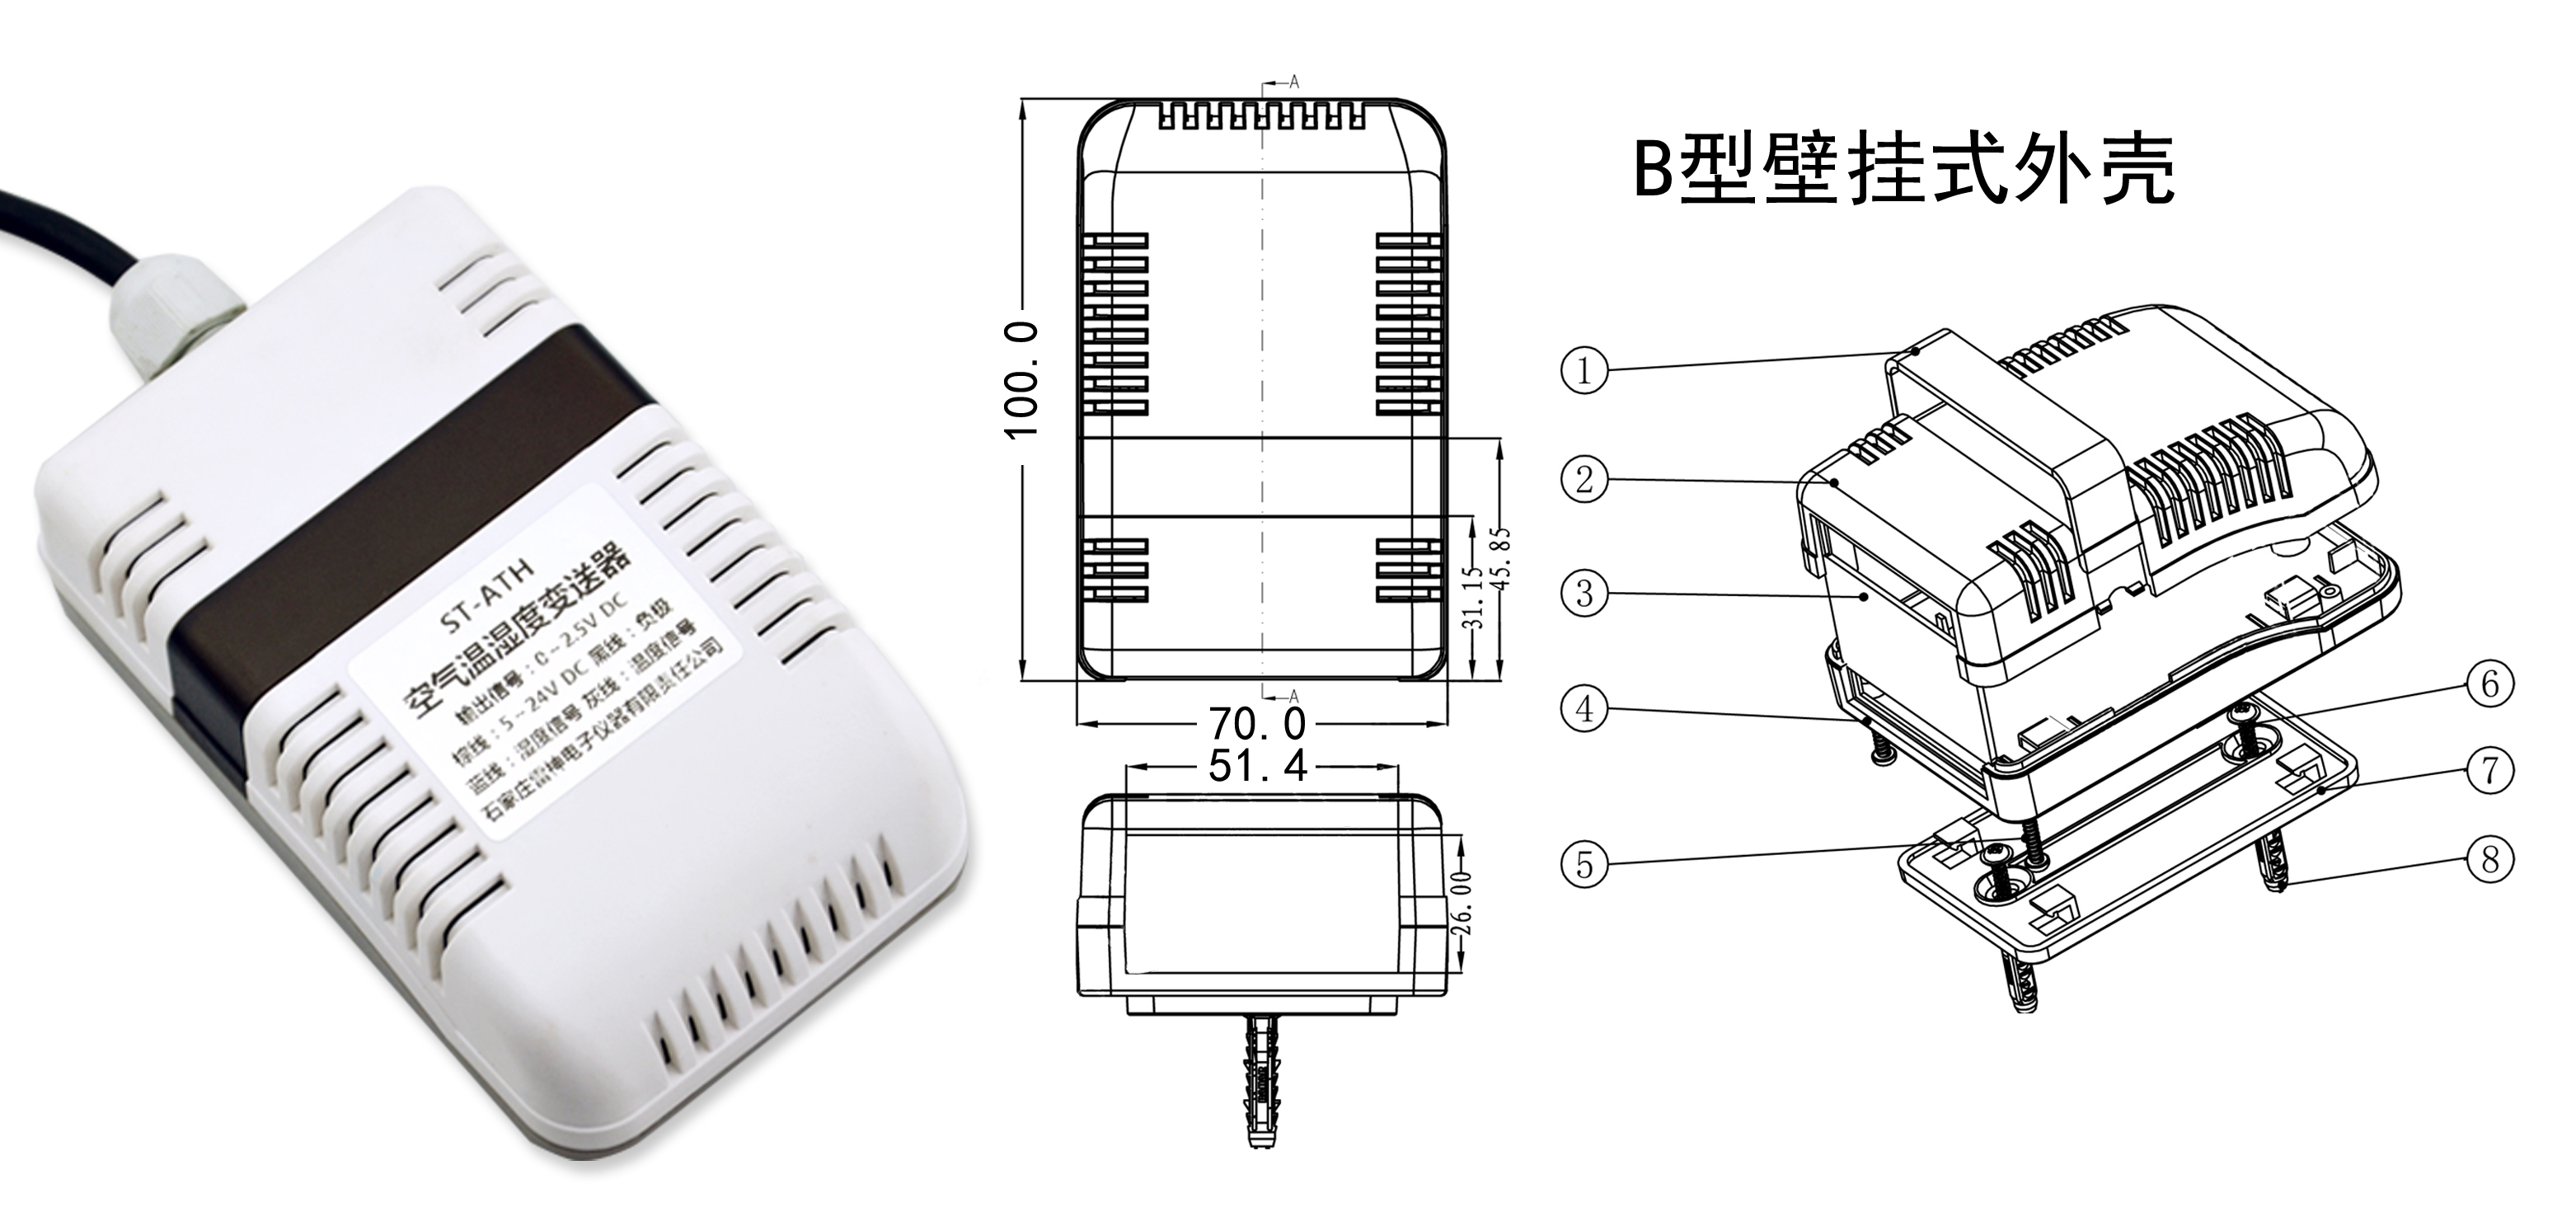 ST-ATH
空气温湿度变送器
输出信号：0～2.5V DC
棕线：5～24V DC 黑线：负极
蓝线：湿度信号 灰线：温度信号
石家庄雷神电子仪器有限责任公司
A
100.0
31.15
45.85
A
70.0
51.4
26.00
B型壁挂式外壳
①
②
③
④
⑤
⑥
⑦
⑧